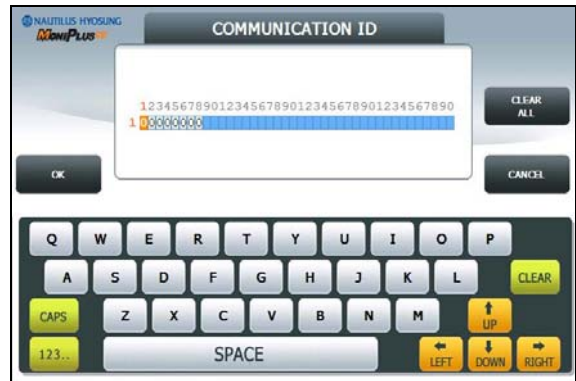 NAUTILUS HYOSUNG
MoniPlus
COMMUNICATION ID
1234567890123456789012345678901234567890
1 00000000
CLEAR
ALL
OK
CANCEL
Q W E R T Y U I O P
A S D F G H J K L CLEAR
CAPS Z X C V B N M UP
123.. SPACE LEFT DOWN RIGHT